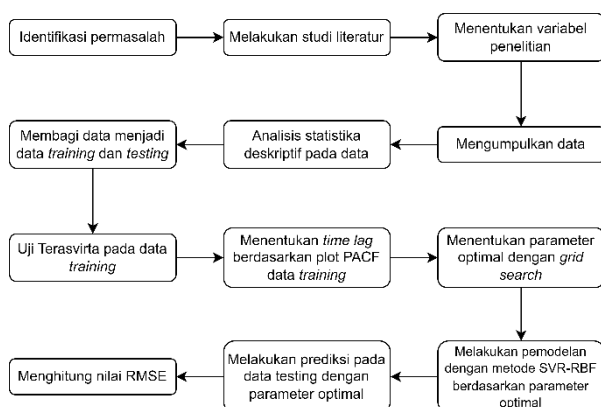 Identifikasi permasalah
Melakukan studi literatur
Menentukan variabel
penelitian
Mengumpulkan data
Analisis statistika
deskriptif pada data
Membagi data menjadi
data training dan testing
Uji Terasvirta pada data
training
Menentukan time lag
berdasarkan plot PACF
data training
Menentukan parameter
optimal dengan grid
search
Melakukan pemodelan
dengan metode SVR-RBF
berdasarkan parameter
optimal
Melakukan prediksi pada
data testing dengan
parameter optimal
Menghitung nilai RMSE